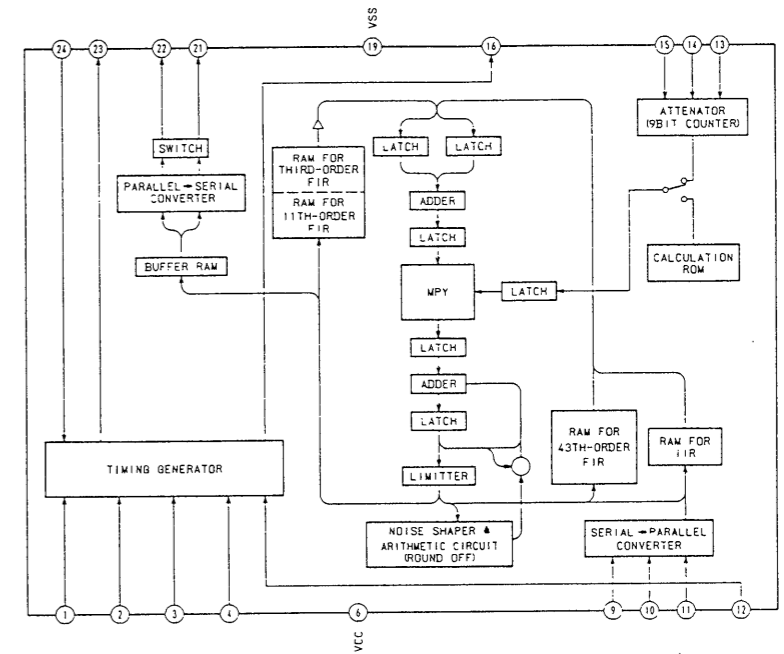 VSS
24
23
22
21
19
16
15
14
13
ATTENATOR
(9BIT COUNTER)
SWITCH
LATCH
LATCH
RAM FOR
THIRD-ORDER
FIR
PARALLEL→SERIAL
CONVERTER
RAM FOR
11TH-ORDER
FIR
ADDER
LATCH
BUFFER RAM
CALCULATION
ROM
MPY
LATCH
LATCH
ADDER
LATCH
RAM FOR
43TH-ORDER
FIR
RAM FOR
IIR
TIMING GENERATOR
LIMITTER
NOISE SHAPER &
ARITHMETIC CIRCUIT
(ROUND OFF)
SERIAL→PARALLEL
CONVERTER
1
2
3
4
6
9
10
11
12
VCC